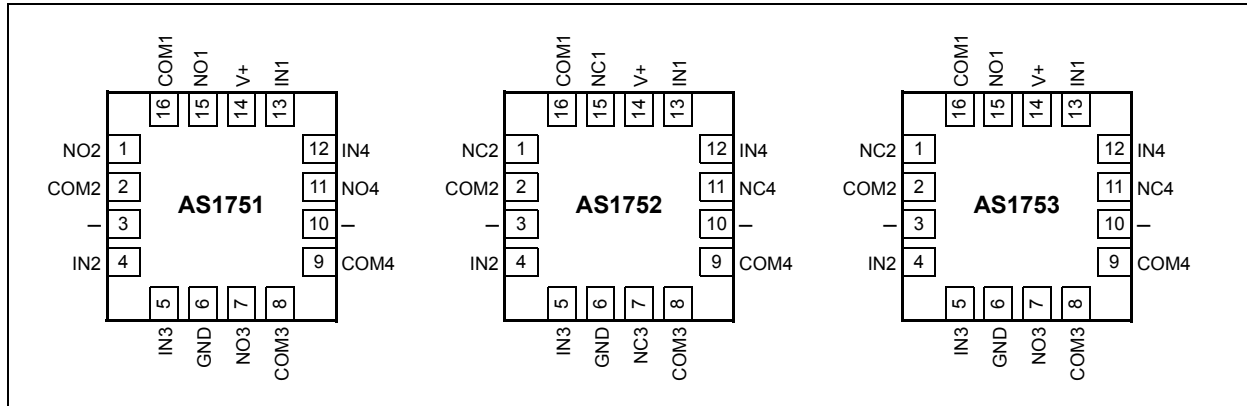 COM1 NO1 V+ IN1
16 15 14 13
NO2 1 12 IN4
COM2 2 11 NO4
AS1751
– 3 10 –
IN2 4 9 COM4
5 6 7 8
IN3 GND NO3 COM3
COM1 NC1 V+ IN1
16 15 14 13
NC2 1 12 IN4
COM2 2 11 NC4
AS1752
– 3 10 –
IN2 4 9 COM4
5 6 7 8
IN3 GND NC3 COM3
COM1 NO1 V+ IN1
16 15 14 13
NC2 1 12 IN4
COM2 2 11 NC4
AS1753
– 3 10 –
IN2 4 9 COM4
5 6 7 8
IN3 GND NO3 COM3